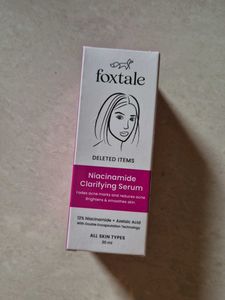 foxtale
DELETED ITEMS
Niacinamide
Clarifying Serum
Fades acne marks and reduces acne
Brightens & smoothes skin.
12% Niacinamide + Azelaic Acid
With Double Encapsulation Technology
ALL SKIN TYPES
30 ml